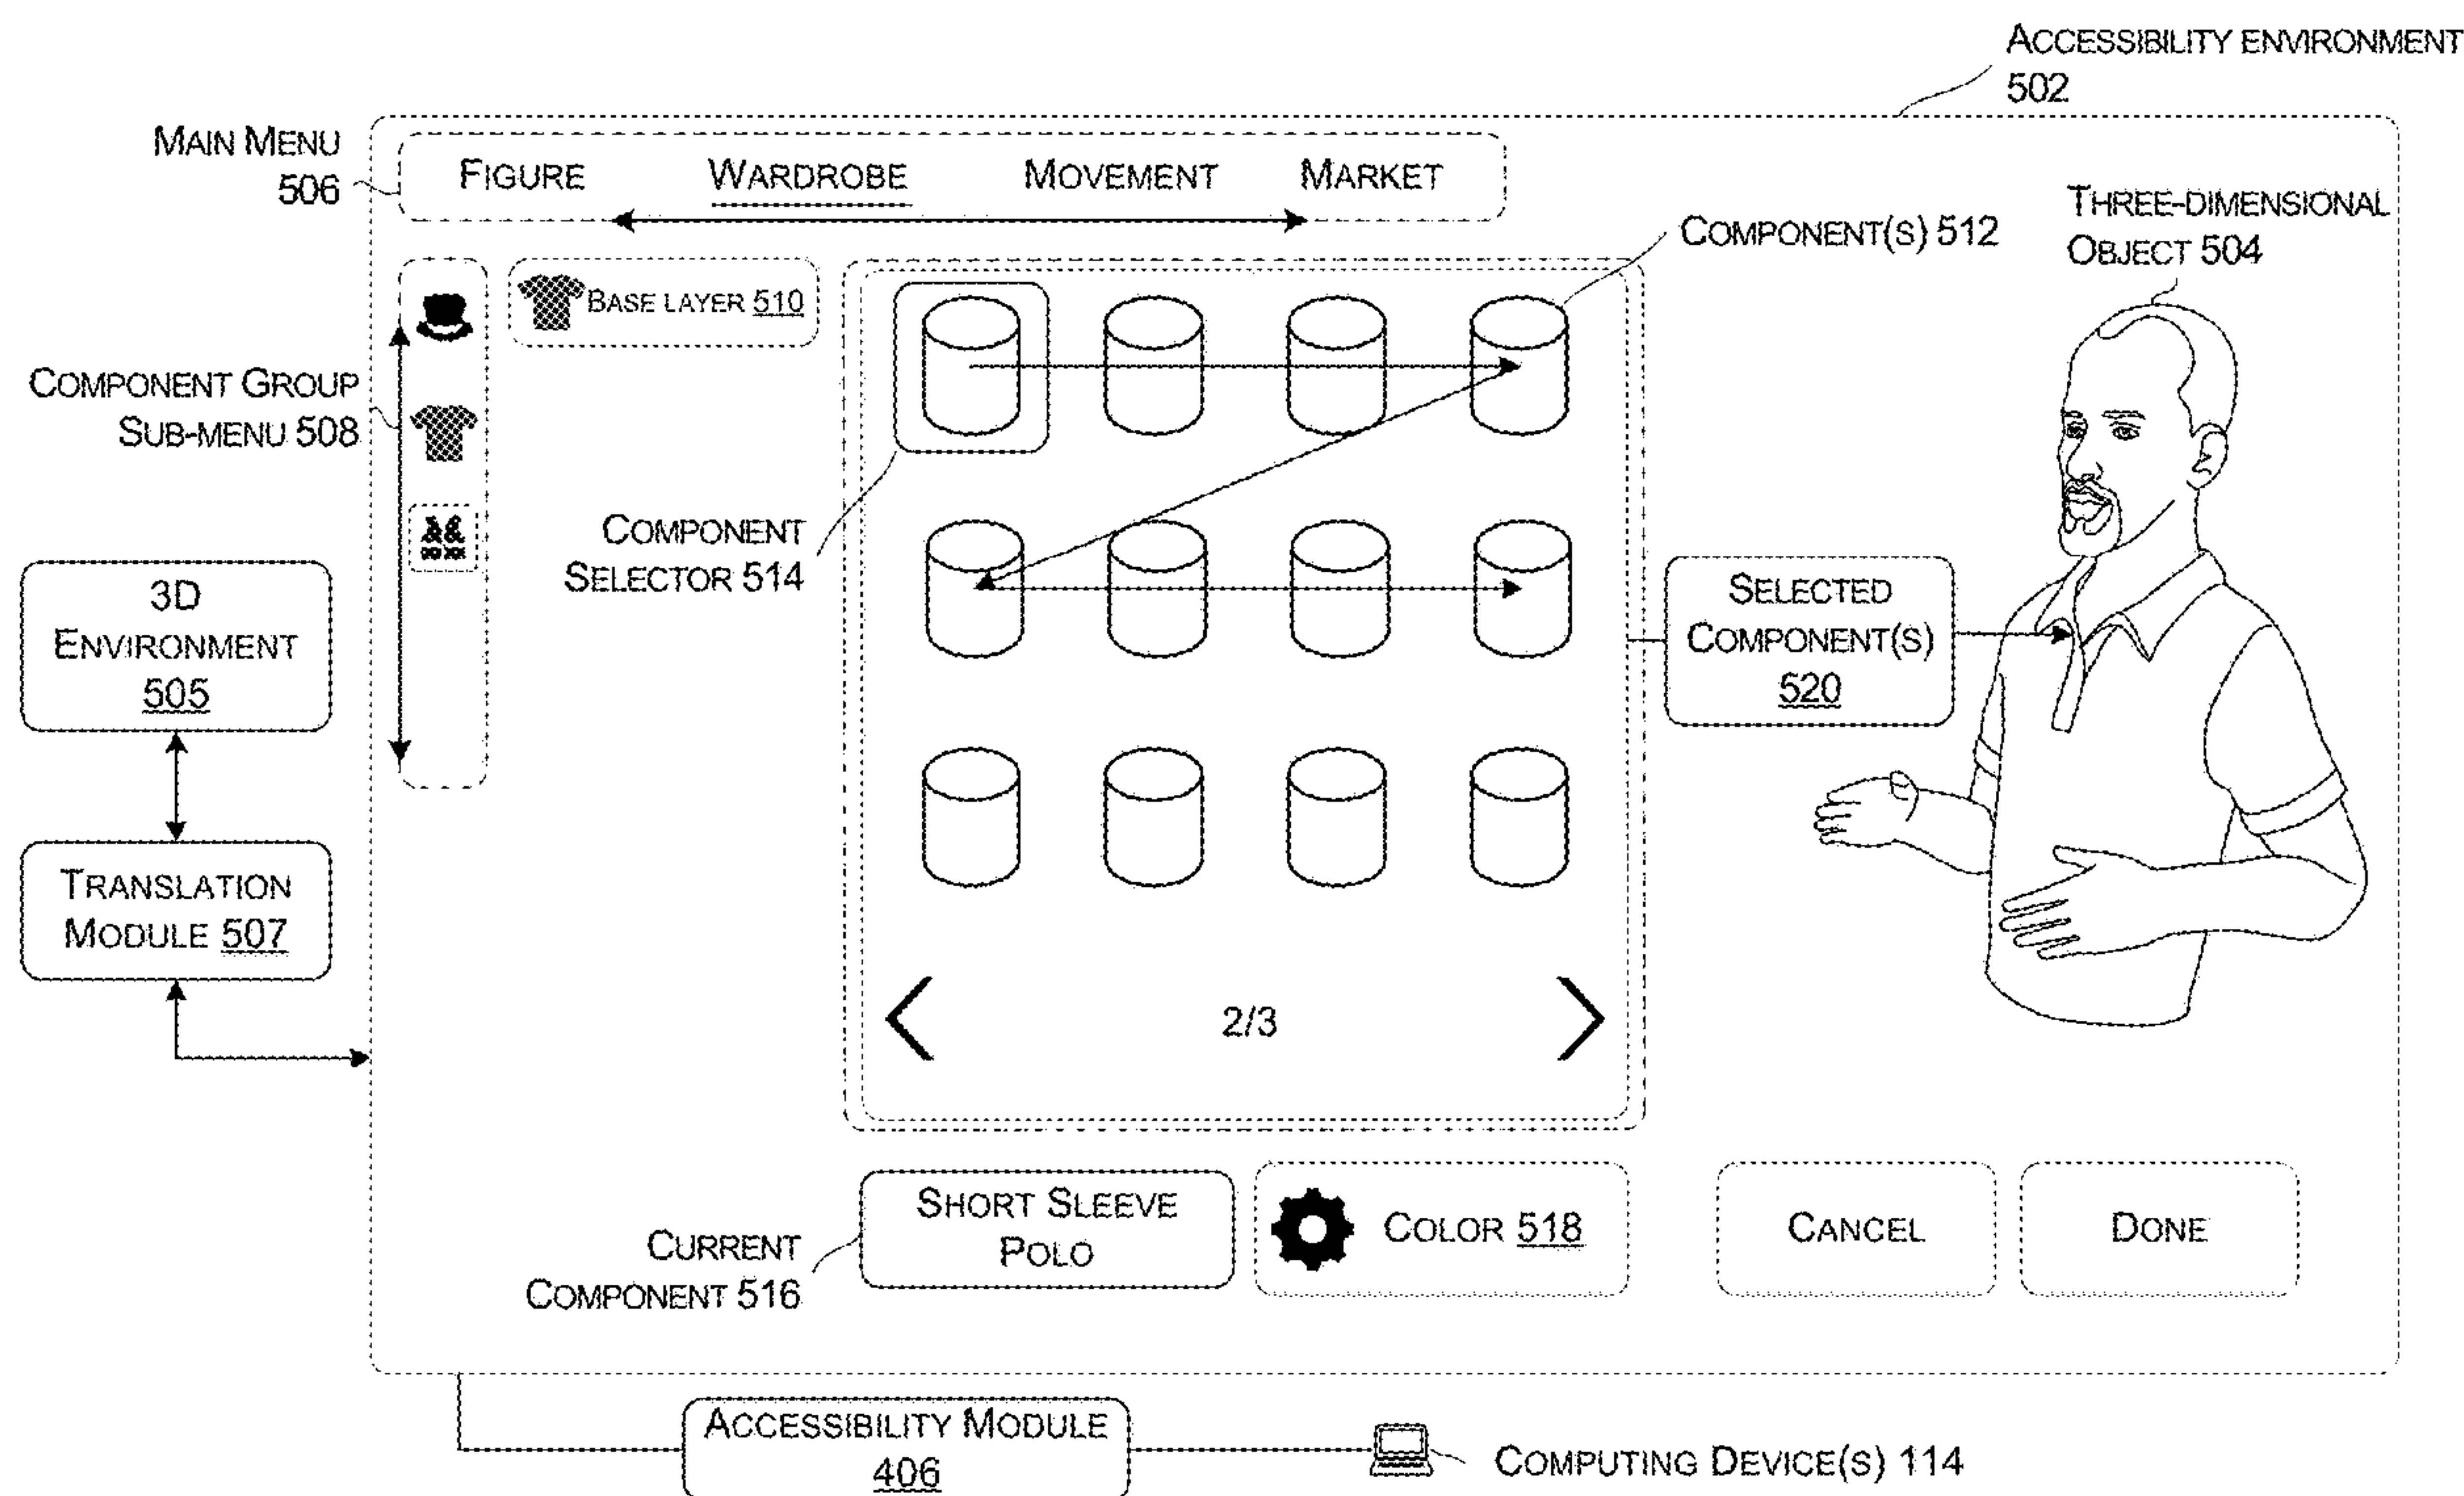 ACCESSIBILITY ENVIRONMENT
502
MAIN MENU
506
FIGURE WARDROBE MOVEMENT MARKET
THREE-DIMENSIONAL
OBJECT 504
COMPONENT(S) 512
BASE LAYER 510
COMPONENT GROUP
SUB-MENU 508
COMPONENT
SELECTOR 514
3D
ENVIRONMENT
505
SELECTED
COMPONENT(S)
520
TRANSLATION
MODULE 507
2/3
SHORT SLEEVE
POLO
COLOR 518
CANCEL
DONE
CURRENT
COMPONENT 516
ACCESSIBILITY MODULE
406
COMPUTING DEVICE(S) 114